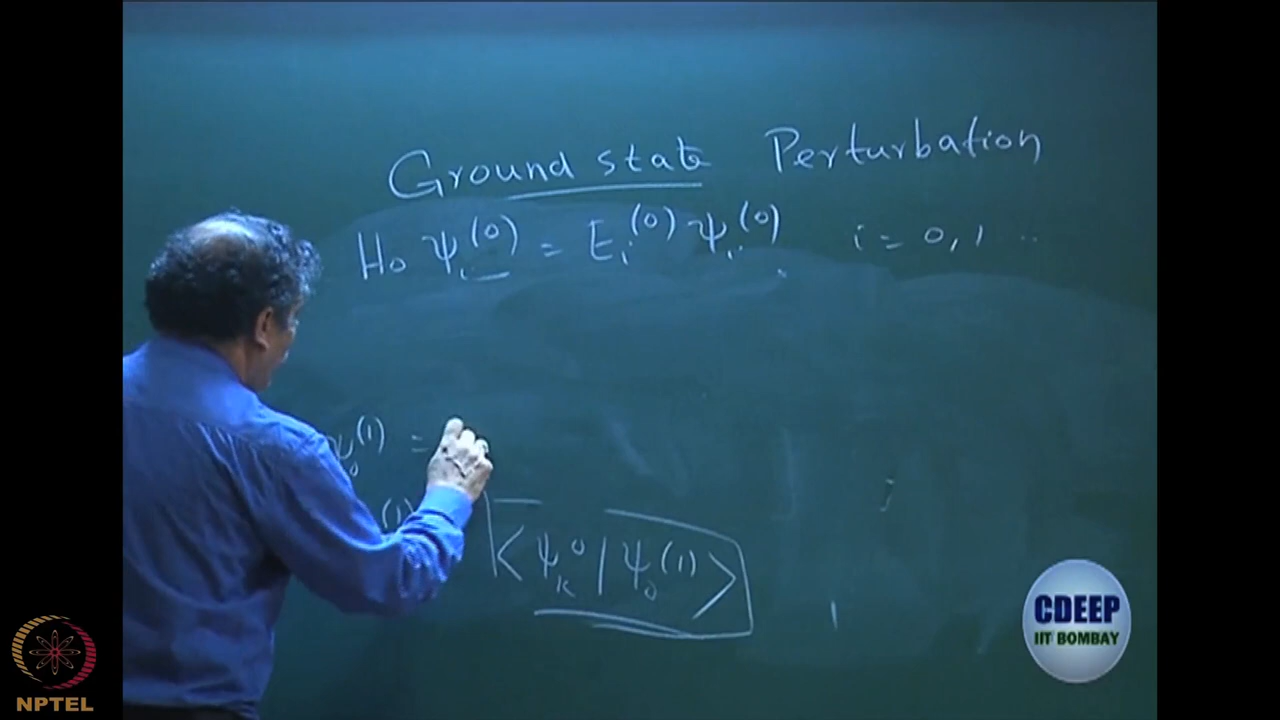 Ground state Perturbation
H₀ ψᵢ⁽⁰⁾ = Eᵢ⁽⁰⁾ ψᵢ⁽⁰⁾ i = 0, 1 ..
ψ₀⁽¹⁾ =
⁽¹⁾ <ψₖ⁰ | ψ₀⁽¹⁾>
CDEEP
IIT BOMBAY
NPTEL